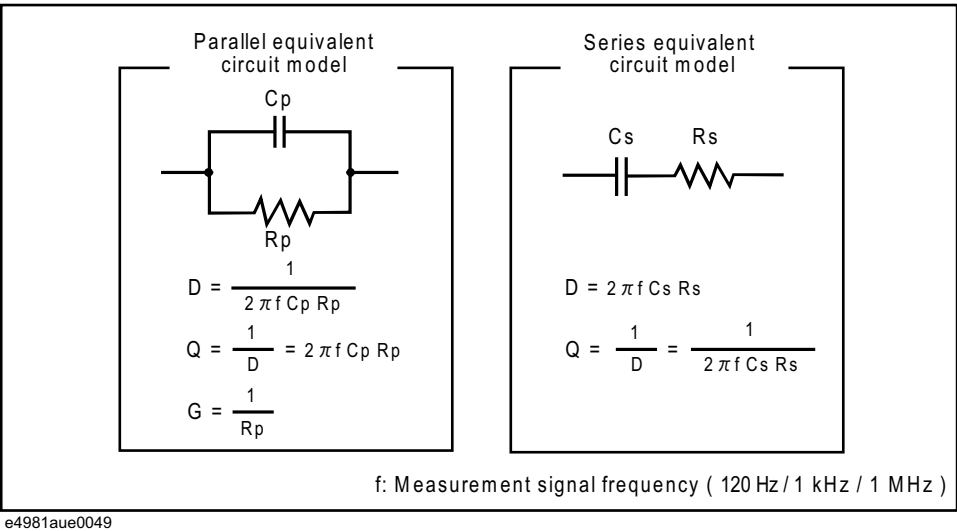 Parallel equivalent
circuit model
Cp
Rp
D = 1 / 2 π f Cp Rp
Q = 1 / D = 2 π f Cp Rp
G = 1 / Rp
Series equivalent
circuit model
Cs Rs
D = 2 π f Cs Rs
Q = 1 / D = 1 / 2 π f Cs Rs
f: Measurement signal frequency ( 120 Hz / 1 kHz / 1 MHz )
e4981aue0049